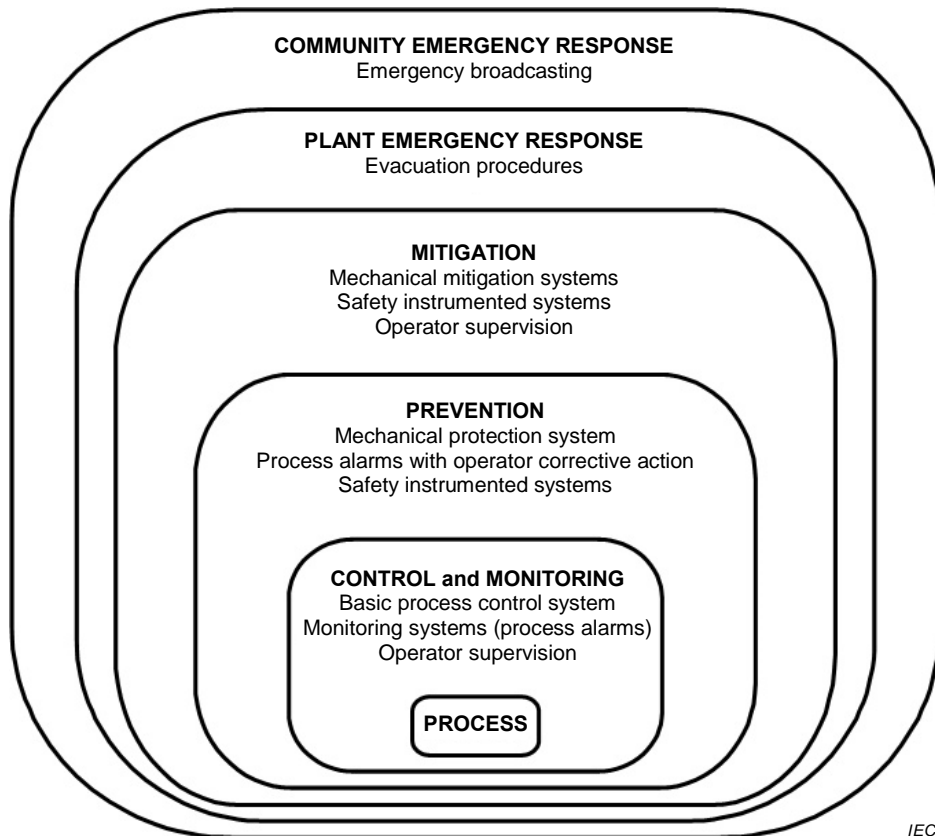 COMMUNITY EMERGENCY RESPONSE
Emergency broadcasting
PLANT EMERGENCY RESPONSE
Evacuation procedures
MITIGATION
Mechanical mitigation systems
Safety instrumented systems
Operator supervision
PREVENTION
Mechanical protection system
Process alarms with operator corrective action
Safety instrumented systems
CONTROL and MONITORING
Basic process control system
Monitoring systems (process alarms)
Operator supervision
PROCESS
IEC